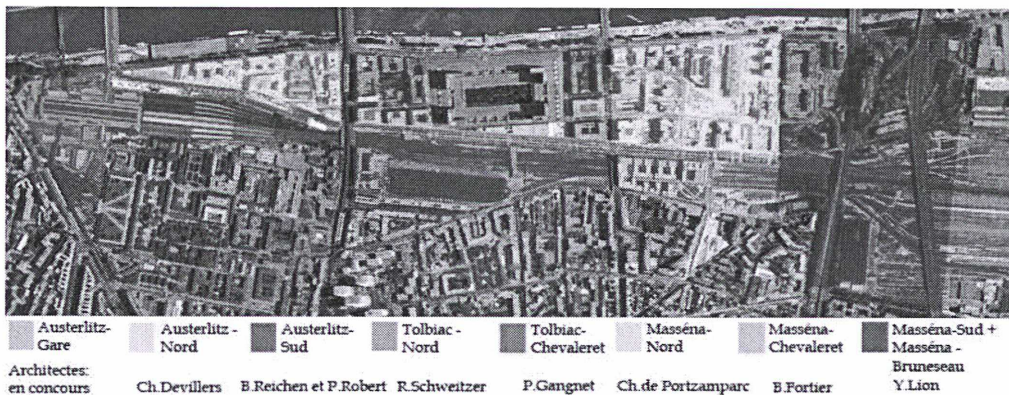 Austerlitz-
Gare
Austerlitz -
Nord
Austerlitz-
Sud
Tolbiac -
Nord
Tolbiac-
Chevaleret
Masséna-
Nord
Masséna-
Chevaleret
Masséna-Sud +
Masséna -
Bruneseau
Architectes:
en concours
Ch.Devillers
B.Reichen et P.Robert
R.Schweitzer
P.Gangnet
Ch.de Portzamparc
B.Fortier
Y.Lion